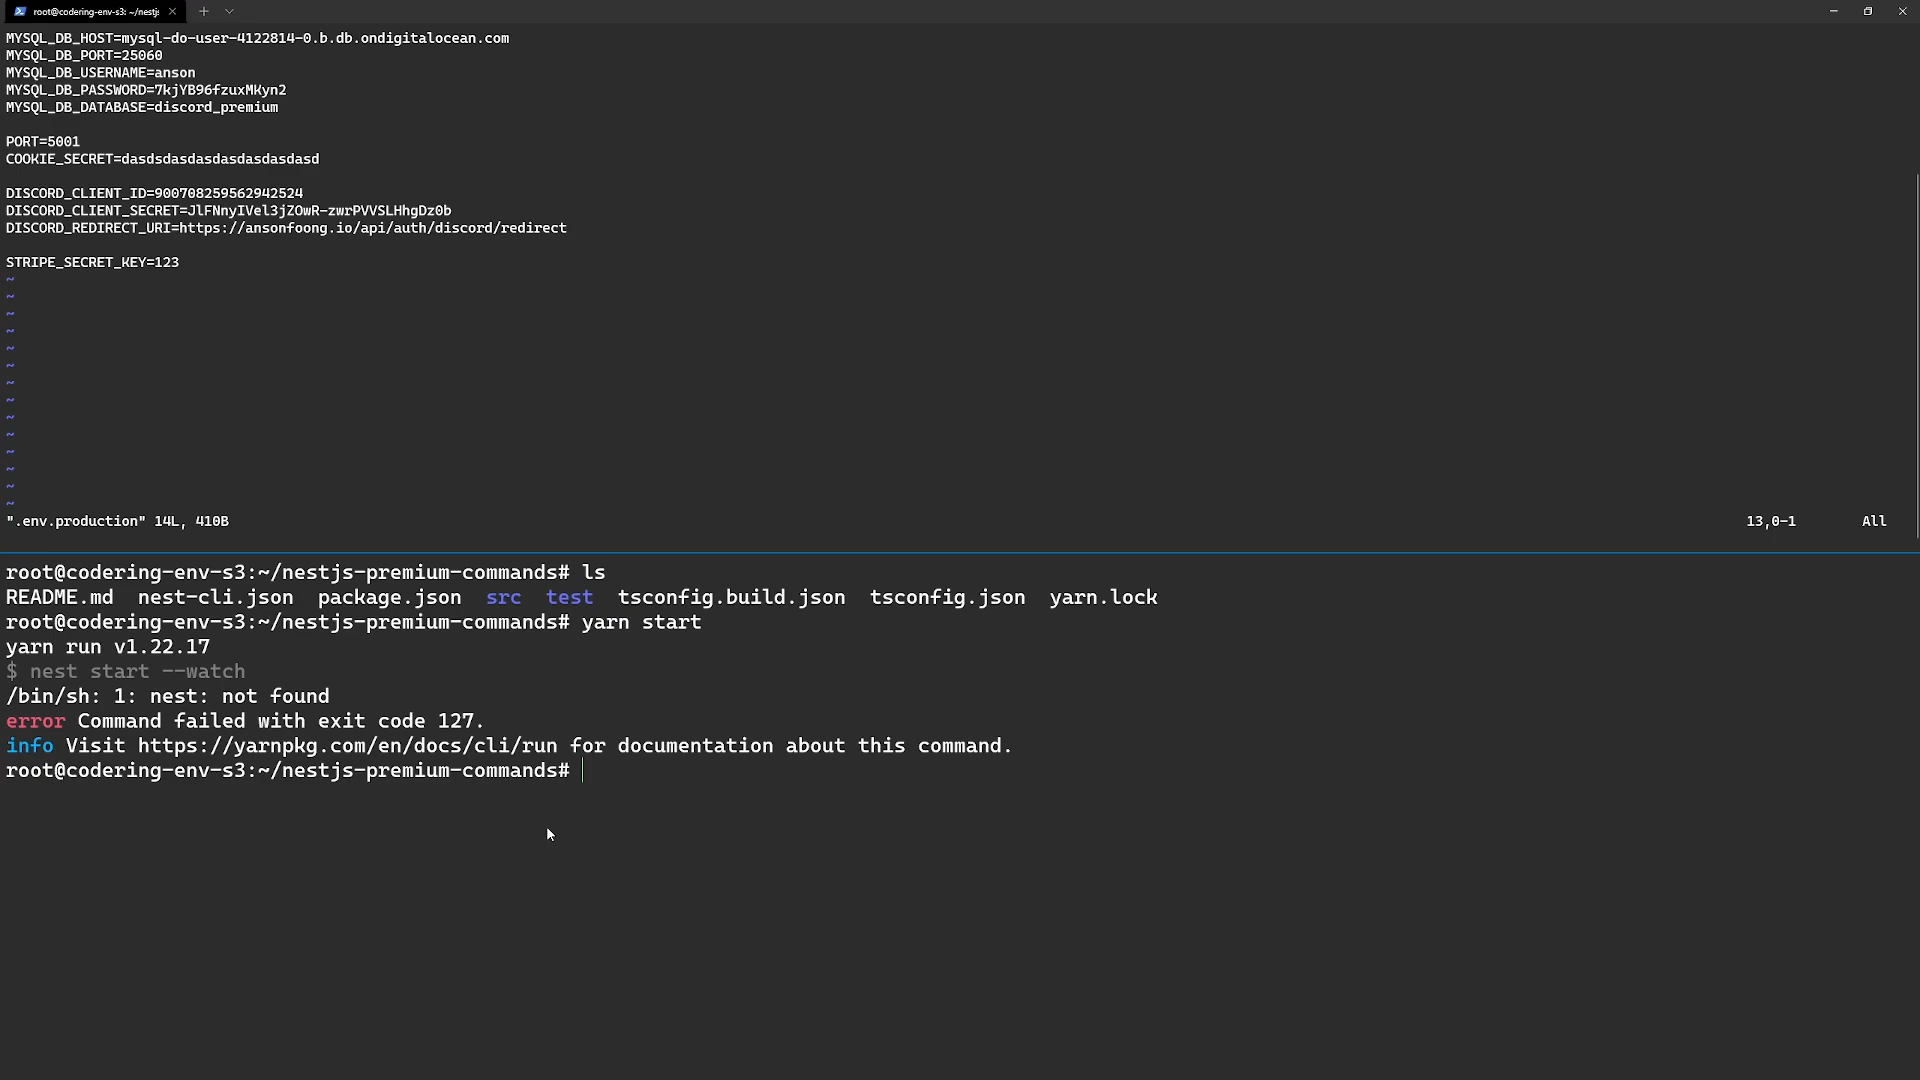 root@codering-env-s3: ~/nestjs
MYSQL_DB_HOST=mysql-do-user-4122814-0.b.db.ondigitalocean.com
MYSQL_DB_PORT=25060
MYSQL_DB_USERNAME=anson
MYSQL_DB_PASSWORD=7kjYB96fzuxMKyn2
MYSQL_DB_DATABASE=discord_premium
PORT=5001
COOKIE_SECRET=dasdsdasdasdasdasdasdasd
DISCORD_CLIENT_ID=900708259562942524
DISCORD_CLIENT_SECRET=JlFNnyIVel3jZOwR-zwrPVVSLHhgDz0b
DISCORD_REDIRECT_URI=https://ansonfoong.io/api/auth/discord/redirect
STRIPE_SECRET_KEY=123
~
~
~
~
~
~
~
~
~
~
~
~
~
~
".env.production" 14L, 410B 13,0-1 All
root@codering-env-s3:~/nestjs-premium-commands# ls
README.md nest-cli.json package.json src test tsconfig.build.json tsconfig.json yarn.lock
root@codering-env-s3:~/nestjs-premium-commands# yarn start
yarn run v1.22.17
$ nest start --watch
/bin/sh: 1: nest: not found
error Command failed with exit code 127.
info Visit https://yarnpkg.com/en/docs/cli/run for documentation about this command.
root@codering-env-s3:~/nestjs-premium-commands#